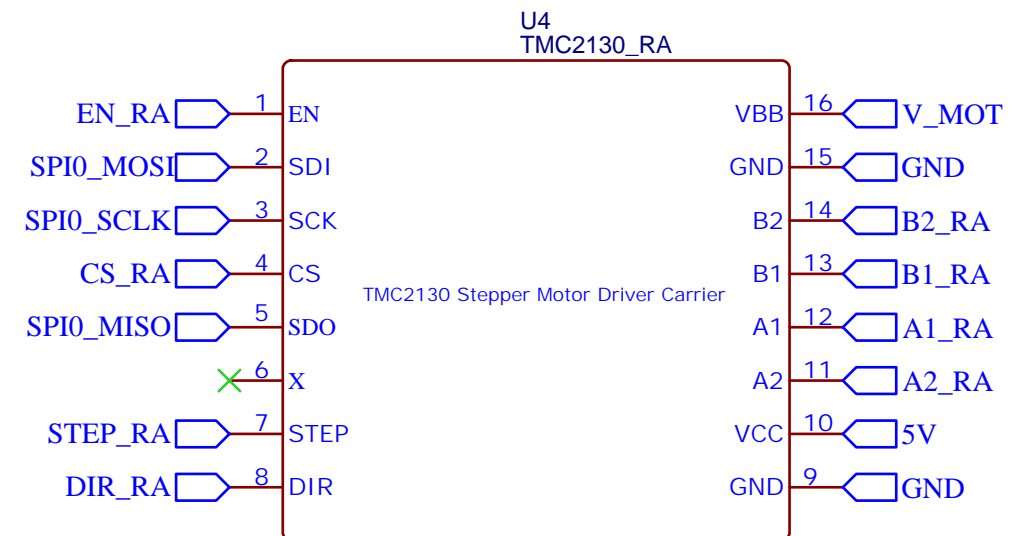 U4
TMC2130_RA
EN_RA 1 EN VBB 16 V_MOT
SPI0_MOSI 2 SDI GND 15 GND
SPI0_SCLK 3 SCK B2 14 B2_RA
CS_RA 4 CS B1 13 B1_RA
TMC2130 Stepper Motor Driver Carrier
SPI0_MISO 5 SDO A1 12 A1_RA
6 X A2 11 A2_RA
STEP_RA 7 STEP VCC 10 5V
DIR_RA 8 DIR GND 9 GND